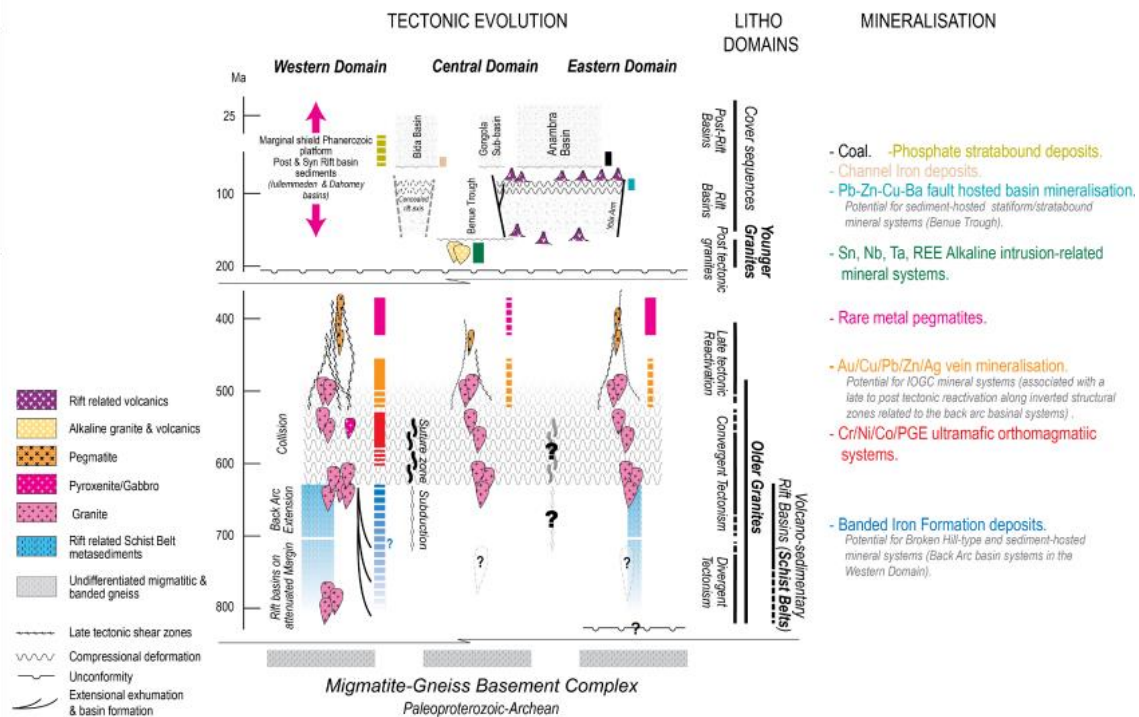 TECTONIC EVOLUTION
LITHO
DOMAINS
MINERALISATION
Western Domain
Central Domain
Eastern Domain
Ma
25
100
200
400
500
600
700
800
Marginal shield Phanerozoic
platform
Post & Syn Rift basin
sediments
(Iullemmeden & Dahomey
basins)
Bida Basin
Concealed
rift axis
Gongola
Sub-basin
Anambra
Basin
Benue Trough
Yola Arm
Post-Rift
Basins
Rift
Basins
Post tectonic
granites
Cover sequences
Younger
Granites
Late tectonic
Reactivation
Convergent Tectonism
Divergent
Tectonism
Older Granites
Volcano-sedimentary
Rift Basins (Schist Belts)
Collision
Back Arc
Extension
Rift basins on
attenuated Margin
Suture zone
Subduction
?
?
?
?
?
?
Migmatite-Gneiss Basement Complex
Paleoproterozoic-Archean
Rift related volcanics
Alkaline granite & volcanics
Pegmatite
Pyroxenite/Gabbro
Granite
Rift related Schist Belt
metasediments
Undifferentiated migmatitic &
banded gneiss
Late tectonic shear zones
Compressional deformation
Unconformity
Extensional exhumation
& basin formation
- Coal. -Phosphate stratabound deposits.
- Channel Iron deposits.
- Pb-Zn-Cu-Ba fault hosted basin mineralisation.
Potential for sediment-hosted statiform/stratabound
mineral systems (Benue Trough).
- Sn, Nb, Ta, REE Alkaline intrusion-related
mineral systems.
- Rare metal pegmatites.
- Au/Cu/Pb/Zn/Ag vein mineralisation.
Potential for IOGC mineral systems (associated with a
late to post tectonic reactivation along inverted structural
zones related to the back arc basinal systems) .
- Cr/Ni/Co/PGE ultramafic orthomagmatiic
systems.
- Banded Iron Formation deposits.
Potential for Broken Hill-type and sediment-hosted
mineral systems (Back Arc basin systems in the
Western Domain).